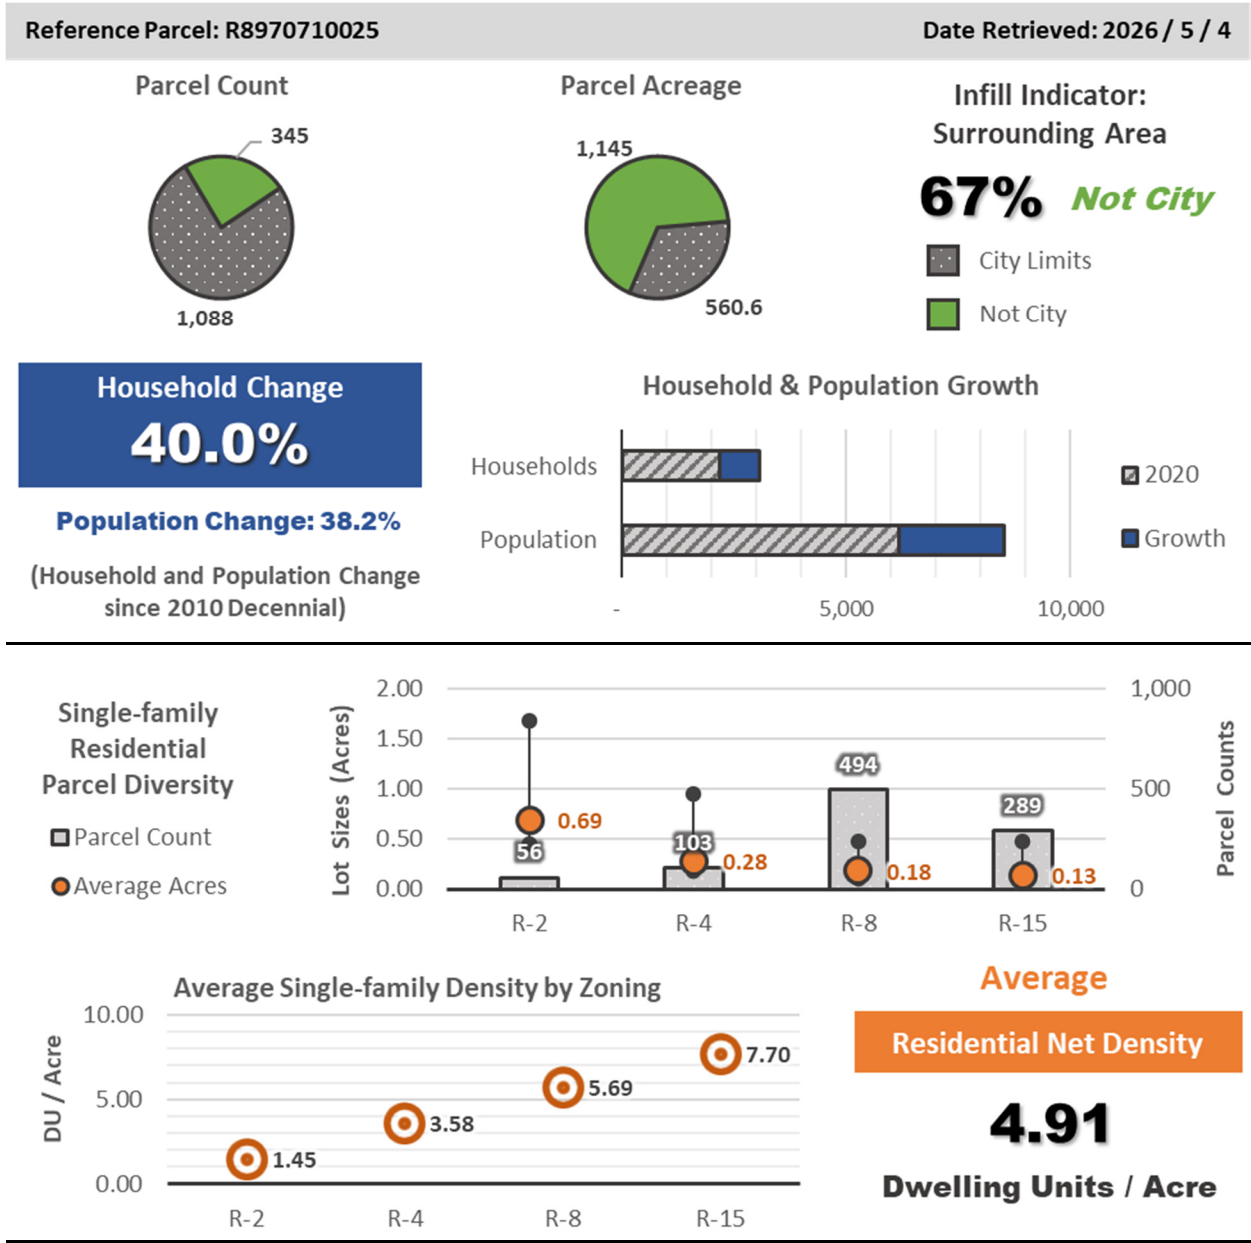 Reference Parcel: R8970710025
Date Retrieved: 2026 / 5 / 4
Parcel Count
345
1,088
Parcel Acreage
1,145
560.6
Infill Indicator:
Surrounding Area
67% Not City
City Limits
Not City
Household Change
40.0%
Population Change: 38.2%
(Household and Population Change
since 2010 Decennial)
Household & Population Growth
Households
Population
-
5,000
10,000
2020
Growth
Single-family
Residential
Parcel Diversity
Parcel Count
Average Acres
Lot Sizes (Acres)
2.00
1.50
1.00
0.50
0.00
0.69
56
103
0.28
494
0.18
289
0.13
R-2
R-4
R-8
R-15
1,000
500
0
Parcel Counts
Average Single-family Density by Zoning
DU / Acre
10.00
5.00
0.00
1.45
3.58
5.69
7.70
R-2
R-4
R-8
R-15
Average
Residential Net Density
4.91
Dwelling Units / Acre